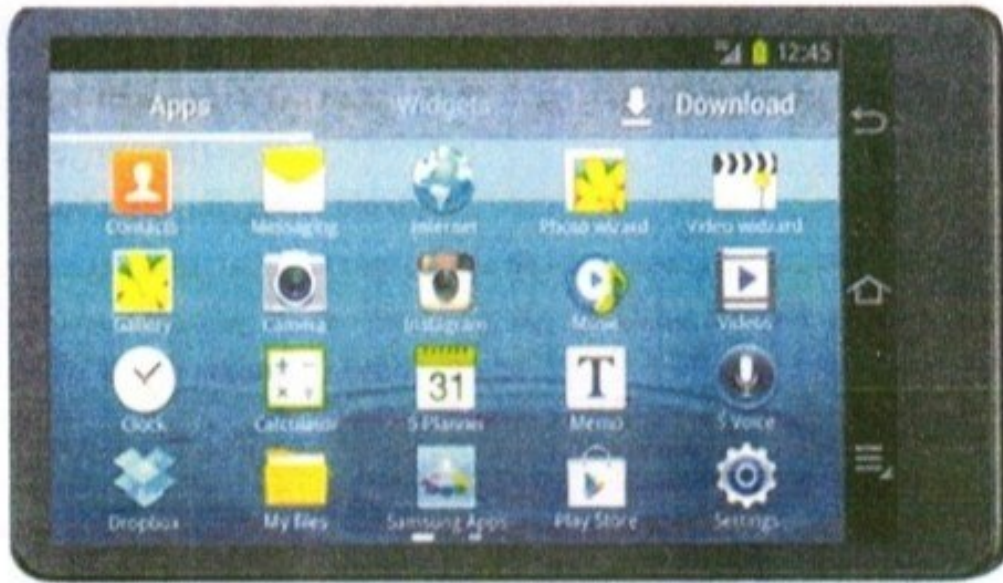 12:45
Apps Widgets Download
Contacts Messaging Internet Photo wizard Video widzard
Gallery Camera Instagram Music Videos
Clock Calculator 31 S Planner T Memo S Voice
Dropbox My files Samsung Apps Play Store Settings